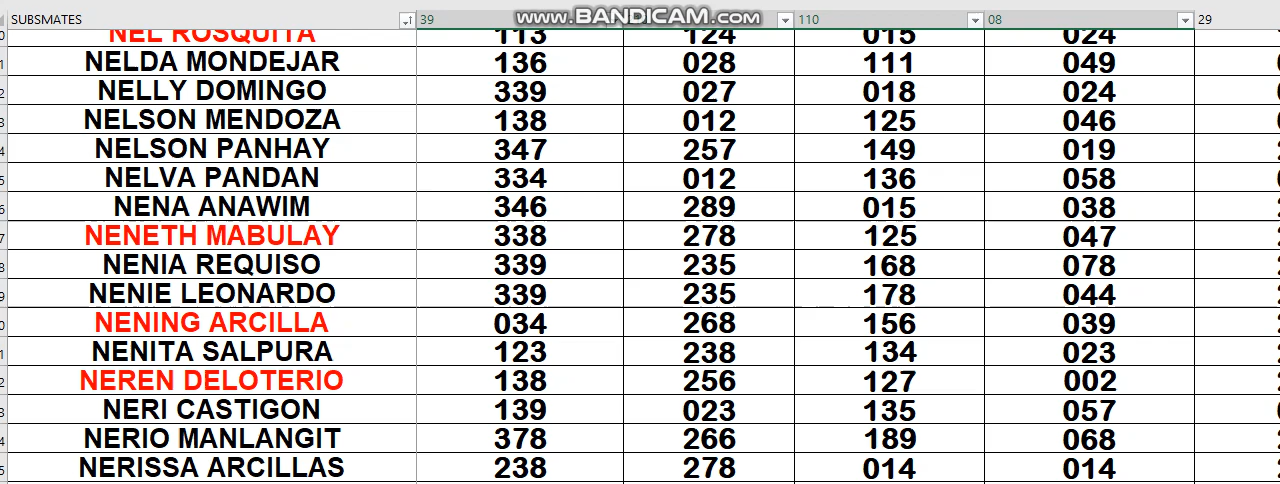 www.BANDICAM.com
SUBSMATES 39 110 08 29
NEL ROSQUITA 113 124 015 024
NELDA MONDEJAR 136 028 111 049
NELLY DOMINGO 339 027 018 024
NELSON MENDOZA 138 012 125 046
NELSON PANHAY 347 257 149 019
NELVA PANDAN 334 012 136 058
NENA ANAWIM 346 289 015 038
NENETH MABULAY 338 278 125 047
NENIA REQUISO 339 235 168 078
NENIE LEONARDO 339 235 178 044
NENING ARCILLA 034 268 156 039
NENITA SALPURA 123 238 134 023
NEREN DELOTERIO 138 256 127 002
NERI CASTIGON 139 023 135 057
NERIO MANLANGIT 378 266 189 068
NERISSA ARCILLAS 238 278 014 014